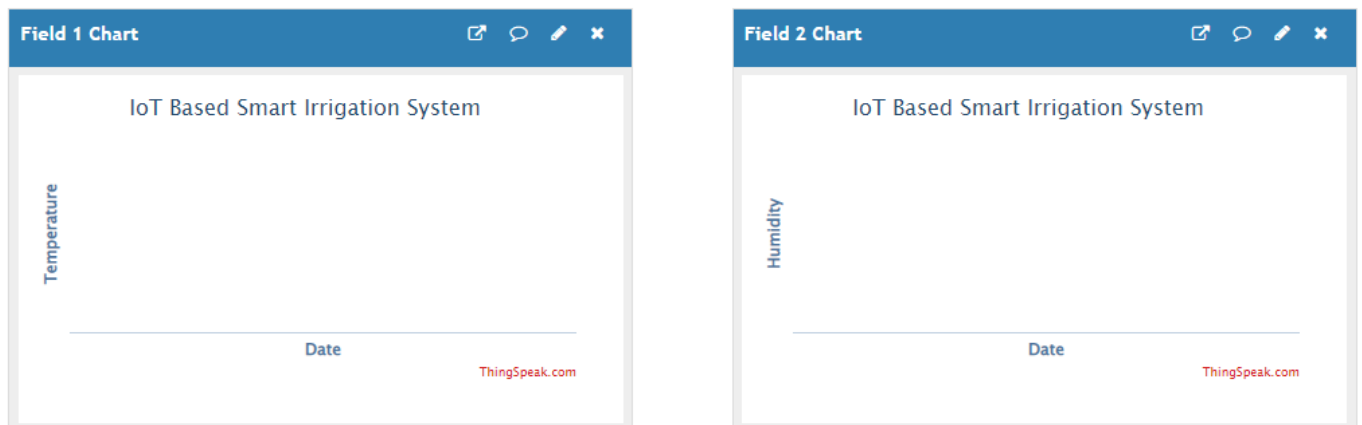 Field 1 Chart
IoT Based Smart Irrigation System
Temperature
Date
ThingSpeak.com
Field 2 Chart
IoT Based Smart Irrigation System
Humidity
Date
ThingSpeak.com